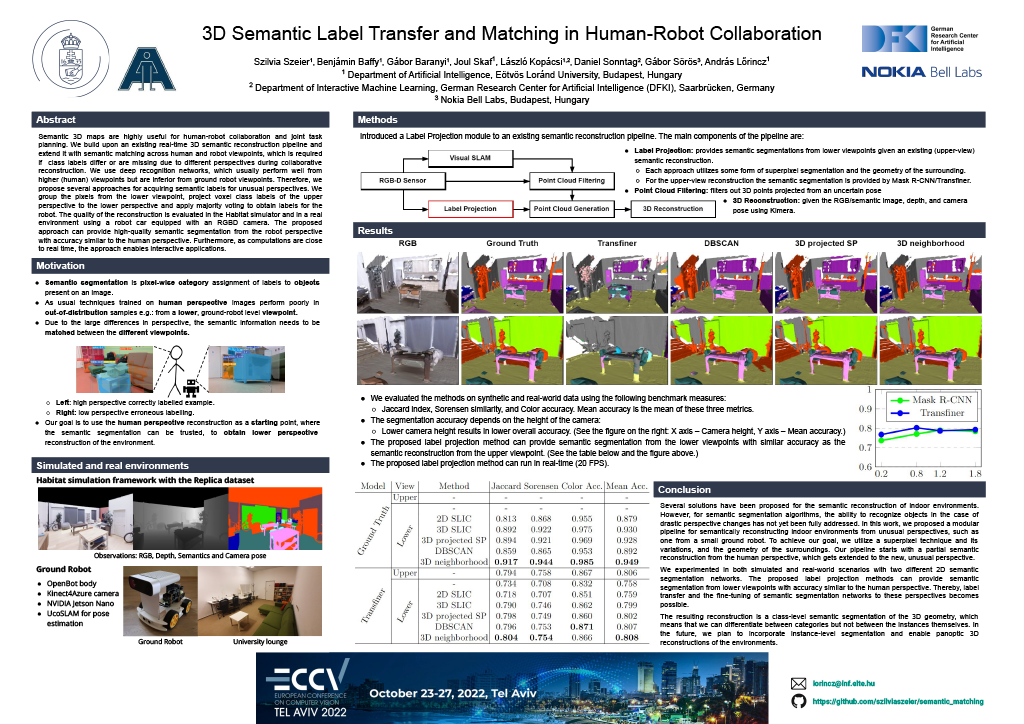 3D Semantic Label Transfer and Matching in Human-Robot Collaboration
Szilvia Szeier¹, Benjámin Baffy¹, Gábor Baranyi¹, Joul Skaf¹, László Kopácsi¹,², Daniel Sonntag², Gábor Sörös³, András Lőrincz¹
¹ Department of Artificial Intelligence, Eötvös Loránd University, Budapest, Hungary
² Department of Interactive Machine Learning, German Research Center for Artificial Intelligence (DFKI), Saarbrücken, Germany
³ Nokia Bell Labs, Budapest, Hungary
German
Research Center
for Artificial
Intelligence
NOKIA Bell Labs
Abstract
Semantic 3D maps are highly useful for human-robot collaboration and joint task
planning. We build upon an existing real-time 3D semantic reconstruction pipeline and
extend it with semantic matching across human and robot viewpoints, which is required
if class labels differ or are missing due to different perspectives during collaborative
reconstruction. We use deep recognition networks, which usually perform well from
higher (human) viewpoints but are inferior from ground robot viewpoints. Therefore, we
propose several approaches for acquiring semantic labels for unusual perspectives. We
group the pixels from the lower viewpoint, project voxel class labels of the upper
perspective to the lower perspective and apply majority voting to obtain labels for the
robot. The quality of the reconstruction is evaluated in the Habitat simulator and in a real
environment using a robot car equipped with an RGBD camera. The proposed
approach can provide high-quality semantic segmentation from the robot perspective
with accuracy similar to the human perspective. Furthermore, as computations are close
to real time, the approach enables interactive applications.
Motivation
● Semantic segmentation is pixel-wise category assignment of labels to objects
present on an image.
● As usual techniques trained on human perspective images perform poorly in
out-of-distribution samples e.g.: from a lower, ground-robot level viewpoint.
● Due to the large differences in perspective, the semantic information needs to be
matched between the different viewpoints.
○ Left: high perspective correctly labelled example.
○ Right: low perspective erroneous labelling.
● Our goal is to use the human perspective reconstruction as a starting point, where
the semantic segmentation can be trusted, to obtain lower perspective
reconstruction of the environment.
Simulated and real environments
Habitat simulation framework with the Replica dataset
Observations: RGB, Depth, Semantics and Camera pose
Ground Robot
● OpenBot body
● Kinect4Azure camera
● NVIDIA Jetson Nano
● UcoSLAM for pose
estimation
Ground Robot
University lounge
Methods
Introduced a Label Projection module to an existing semantic reconstruction pipeline. The main components of the pipeline are:
Visual SLAM
RGB-D Sensor
Point Cloud Filtering
Label Projection
Point Cloud Generation
3D Reconstruction
● Label Projection: provides semantic segmentations from lower viewpoints given an existing (upper-view)
semantic reconstruction.
○ Each approach utilizes some form of superpixel segmentation and the geometry of the surrounding.
○ For the upper-view reconstruction the semantic segmentation is provided by Mask R-CNN/Transfiner.
● Point Cloud Filtering: filters out 3D points projected from an uncertain pose
● 3D Reconstruction: given the RGB/semantic image, depth, and camera
pose using Kimera.
Results
RGB Ground Truth Transfiner DBSCAN 3D projected SP 3D neighborhood
● We evaluated the methods on synthetic and real-world data using the following benchmark measures:
○ Jaccard index, Sorensen similarity, and Color accuracy. Mean accuracy is the mean of these three metrics.
● The segmentation accuracy depends on the height of the camera:
○ Lower camera height results in lower overall accuracy. (See the figure on the right: X axis – Camera height, Y axis – Mean accuracy.)
● The proposed label projection method can provide semantic segmentation from the lower viewpoints with similar accuracy as the
semantic reconstruction from the upper viewpoint. (See the table below and the figure above.)
● The proposed label projection method can run in real-time (20 FPS).
1
0.9
0.8
0.7
0.6
0.2 0.8 1.2 1.8
Mask R-CNN
Transfiner
Model View Method Jaccard Sorensen Color Acc. Mean Acc.
Ground Truth
Upper - - - - -
Lower
- - - - -
2D SLIC 0.813 0.868 0.955 0.879
3D SLIC 0.892 0.922 0.975 0.930
3D projected SP 0.894 0.921 0.969 0.928
DBSCAN 0.859 0.865 0.953 0.892
3D neighborhood 0.917 0.944 0.985 0.949
Transfiner
Upper - 0.794 0.758 0.867 0.806
Lower
- 0.734 0.708 0.832 0.758
2D SLIC 0.718 0.707 0.851 0.759
3D SLIC 0.790 0.746 0.862 0.799
3D projected SP 0.798 0.749 0.860 0.802
DBSCAN 0.796 0.753 0.871 0.807
3D neighborhood 0.804 0.754 0.866 0.808
Conclusion
Several solutions have been proposed for the semantic reconstruction of indoor environments.
However, for semantic segmentation algorithms, the ability to recognize objects in the case of
drastic perspective changes has not yet been fully addressed. In this work, we proposed a modular
pipeline for semantically reconstructing indoor environments from unusual perspectives, such as
one from a small ground robot. To achieve our goal, we utilize a superpixel technique and its
variations, and the geometry of the surroundings. Our pipeline starts with a partial semantic
reconstruction from the human perspective, which gets extended to the new, unusual perspective.
We experimented in both simulated and real-world scenarios with two different 2D semantic
segmentation networks. The proposed label projection methods can provide semantic
segmentation from lower viewpoints with accuracy similar to the human perspective. Thereby, label
transfer and the fine-tuning of semantic segmentation networks to these perspectives becomes
possible.
The resulting reconstruction is a class-level semantic segmentation of the 3D geometry, which
means that we can differentiate between categories but not between the instances themselves. In
the future, we plan to incorporate instance-level segmentation and enable panoptic 3D
reconstructions of the environments.
ECCV
EUROPEAN CONFERENCE
ON COMPUTER VISION
TEL AVIV 2022
October 23-27, 2022, Tel Aviv
lorincz@inf.elte.hu
https://github.com/szilviaszeier/semantic_matching